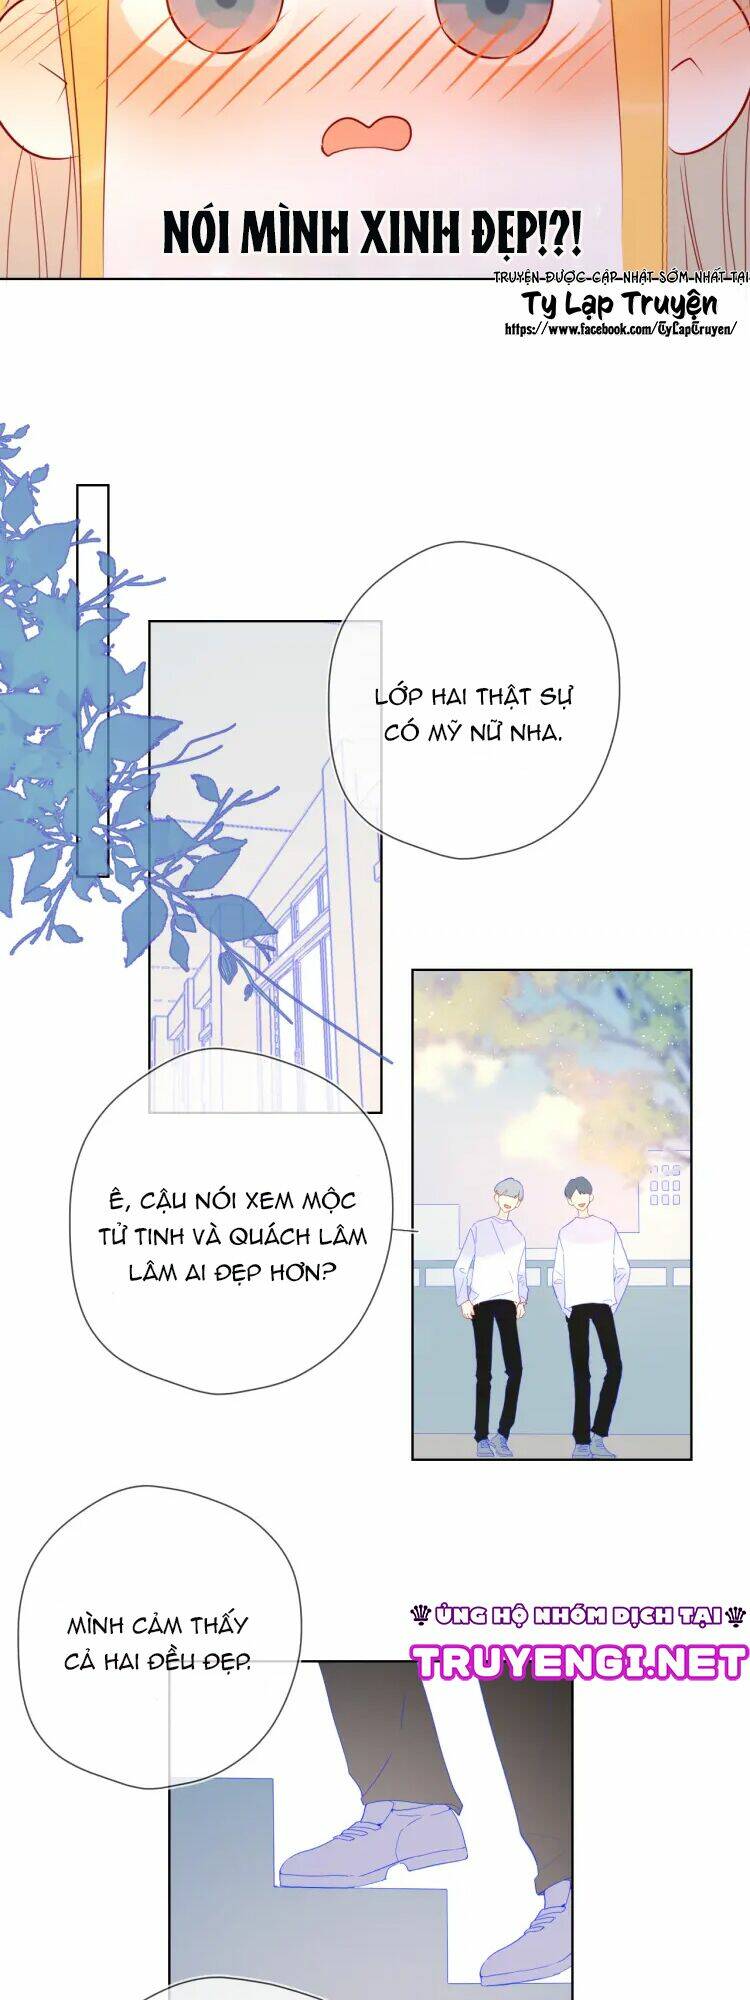 NÓI MÌNH XINH ĐẸP!?!
TRUYỆN ĐƯỢC CẬP NHẬT SỚM NHẤT TẠI
Ty Lạp Truyện
https://www.facebook.com/TyLapTruyen/
LỚP HAI THẬT SỰ
CÓ MỸ NỮ NHA.
Ê, CẬU NÓI XEM MỘC
TỬ TINH VÀ QUÁCH LÂM
LÂM AI ĐẸP HƠN?
MÌNH CẢM THẤY
CẢ HAI ĐỀU ĐẸP.
ỦNG HỘ NHÓM DỊCH TẠI
TRUYENGI.NET